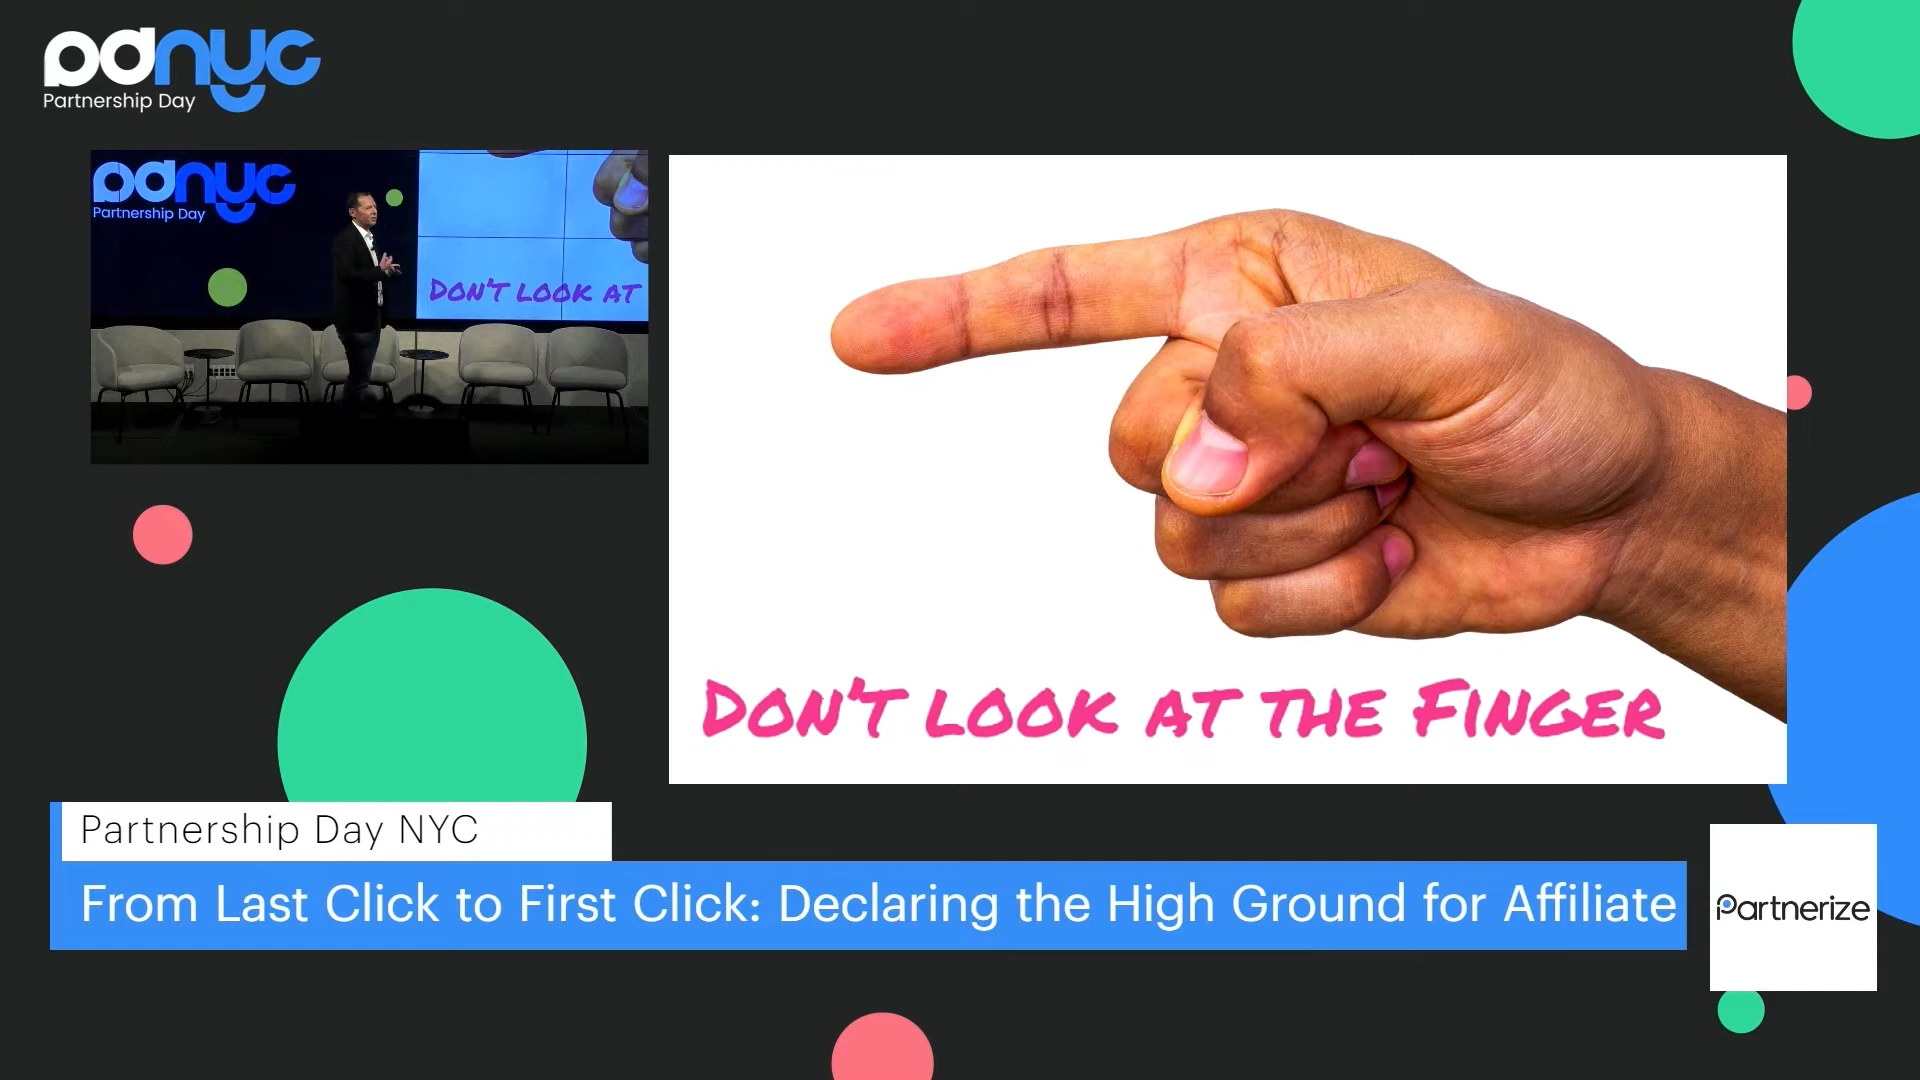 pdnyc
Partnership Day
pdnyc
Partnership Day
DON'T LOOK AT
DON'T LOOK AT THE FINGER
Partnership Day NYC
From Last Click to First Click: Declaring the High Ground for Affiliate
Partnerize